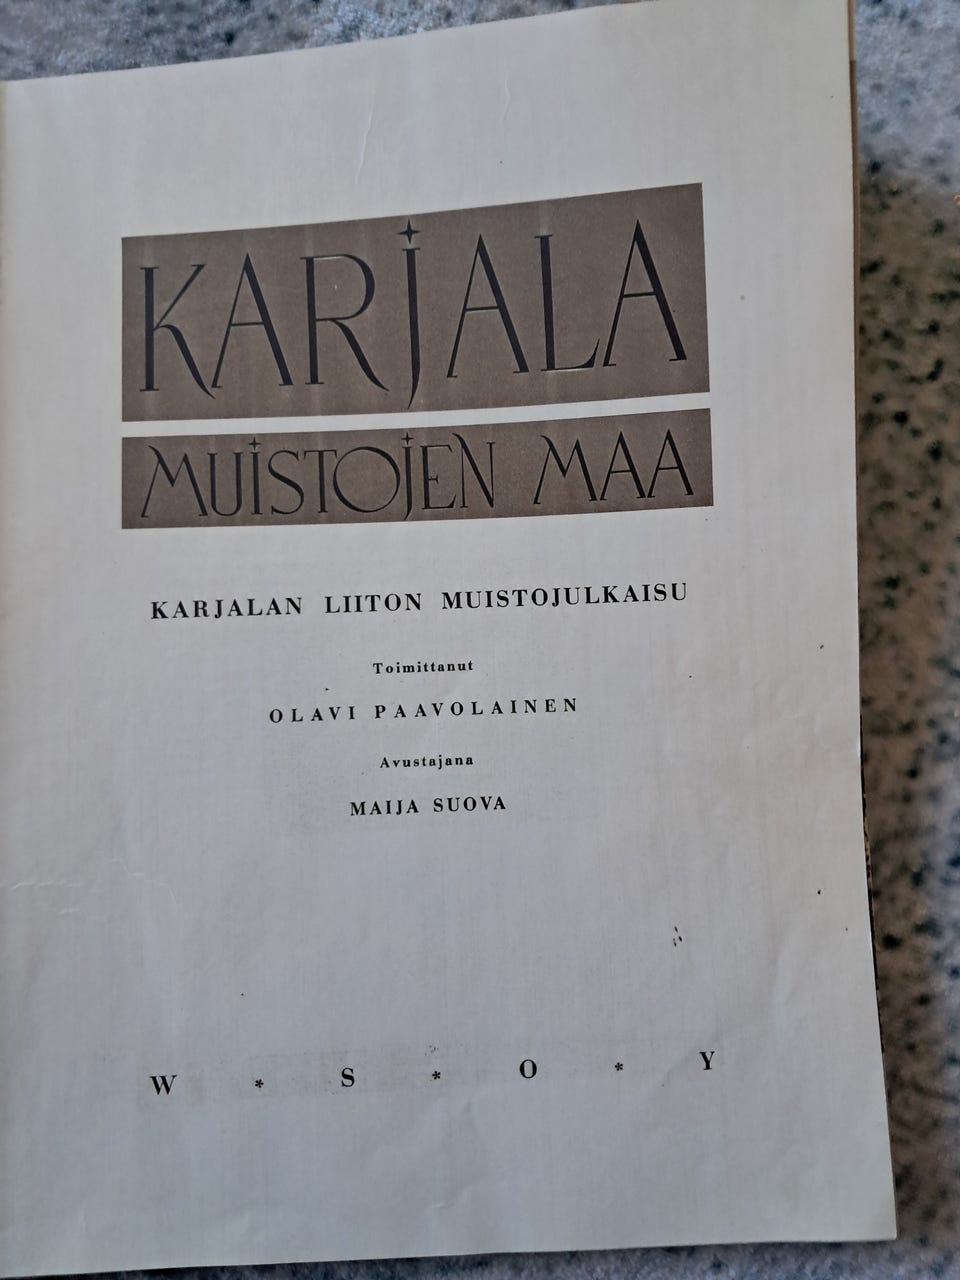 KARJALA
MUISTOJEN MAA
KARJALAN LIITON MUISTOJULKAISU
Toimittanut
OLAVI PAAVOLAINEN
Avustajana
MAIJA SUOVA
W * S * O * Y